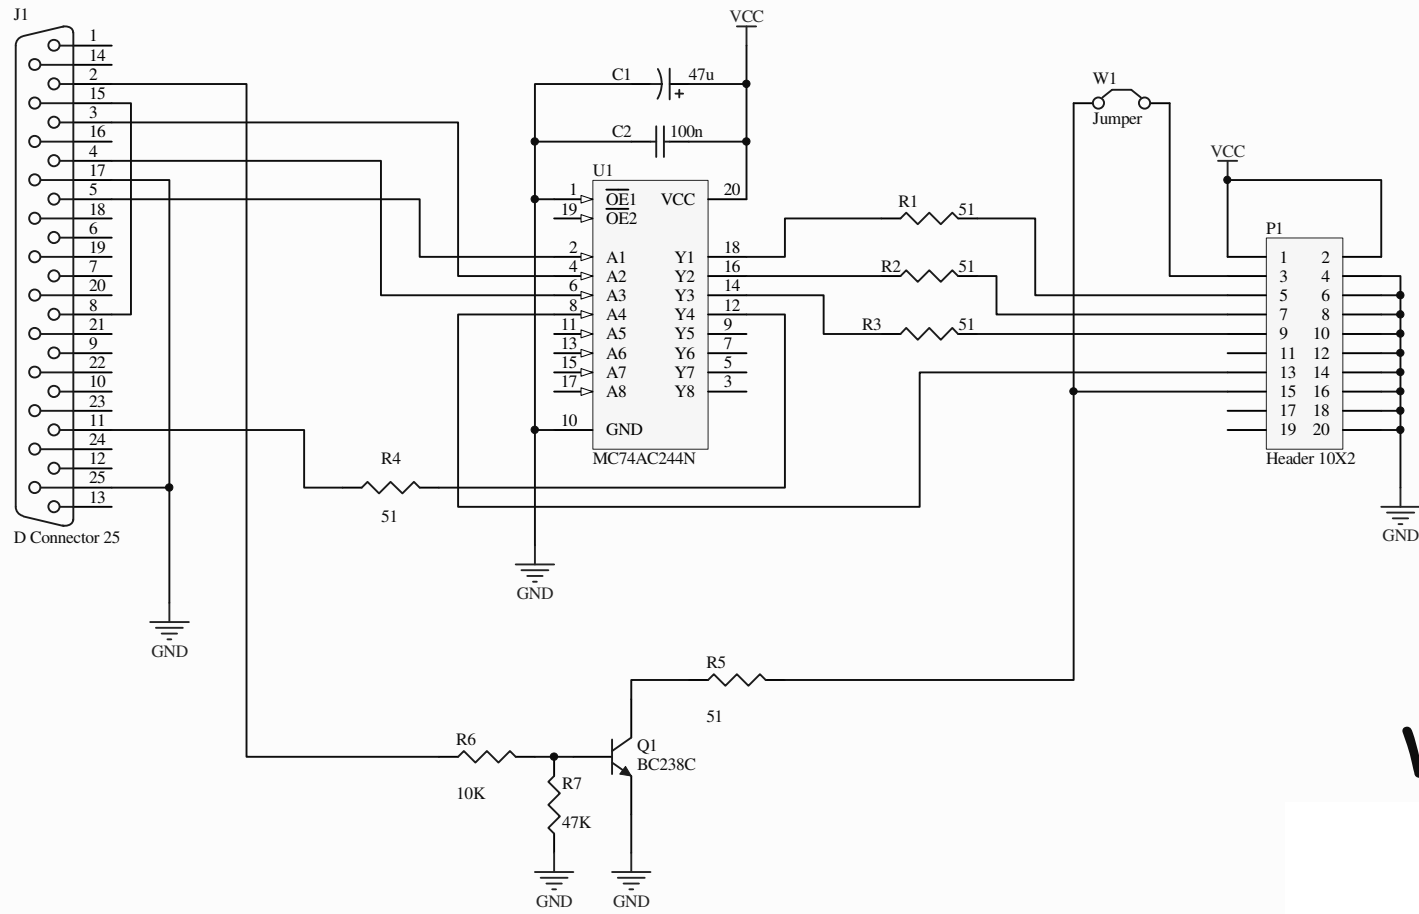 J1
1
14
2
15
3
16
4
17
5
18
6
19
7
20
8
21
9
22
10
23
11
24
12
25
13
D Connector 25
GND
VCC
C1 47u
+
C2 100n
U1
1 OE1 VCC 20
19 OE2
2 A1 Y1 18
4 A2 Y2 16
6 A3 Y3 14
8 A4 Y4 12
11 A5 Y5 9
13 A6 Y6 7
15 A7 Y7 5
17 A8 Y8 3
10 GND
MC74AC244N
GND
R1 51
R2 51
R3 51
R4
51
W1
Jumper
VCC
P1
1 2
3 4
5 6
7 8
9 10
11 12
13 14
15 16
17 18
19 20
Header 10X2
GND
R5
51
R6
10K
R7
47K
Q1
BC238C
GND
GND